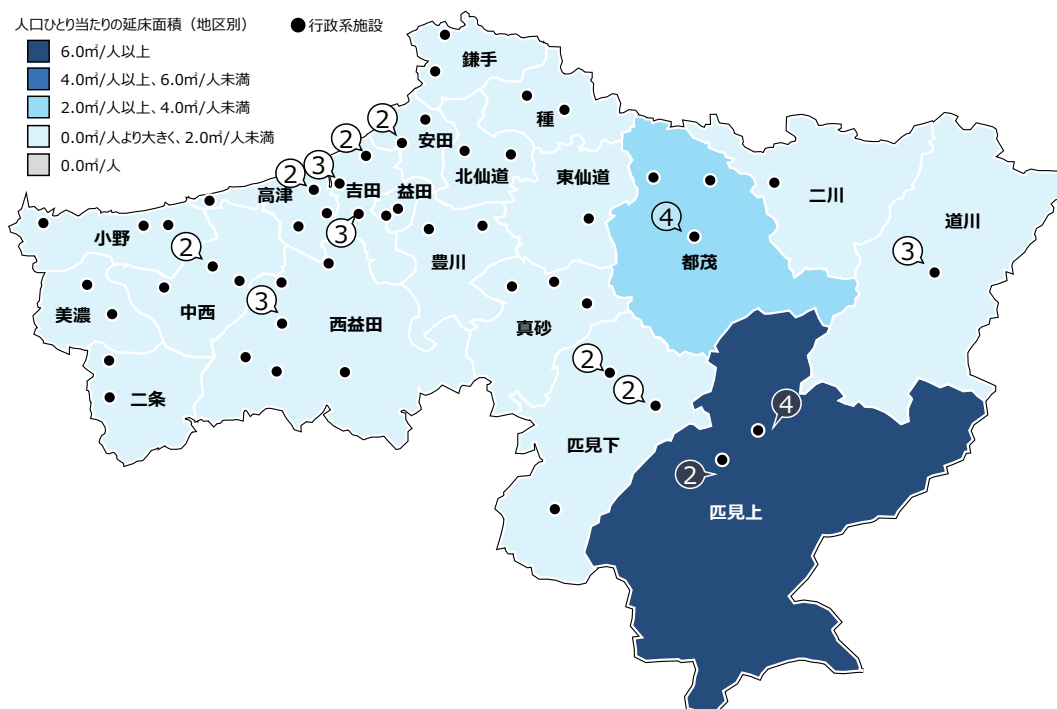 人口ひとり当たりの延床面積（地区別）
●行政系施設
6.0㎡/人以上
4.0㎡/人以上、6.0㎡/人未満
2.0㎡/人以上、4.0㎡/人未満
0.0㎡/人より大きく、2.0㎡/人未満
0.0㎡/人
鎌手
種
2
2
安田
北仙道
東仙道
2
3
高津
吉田
益田
二川
道川
4
3
小野
2
豊川
都茂
3
美濃
中西
3
西益田
真砂
2
2
二条
4
匹見下
2
匹見上